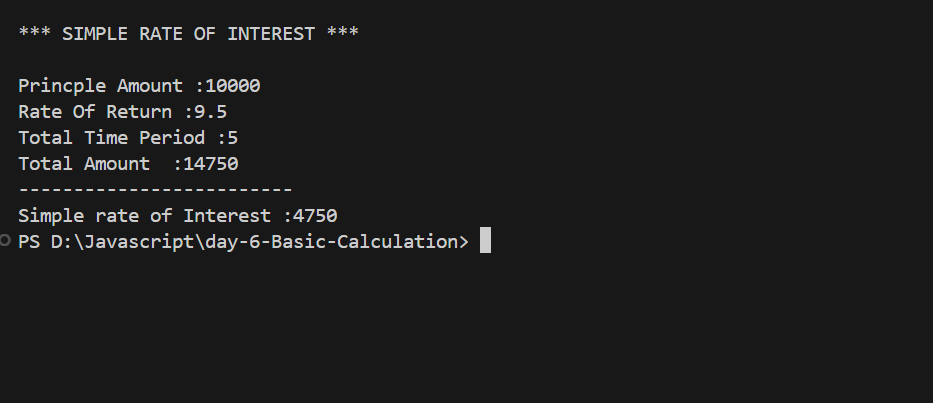 *** SIMPLE RATE OF INTEREST ***
Princple Amount :10000
Rate Of Return :9.5
Total Time Period :5
Total Amount  :14750
-------------------------
Simple rate of Interest :4750
PS D:\Javascript\day-6-Basic-Calculation>